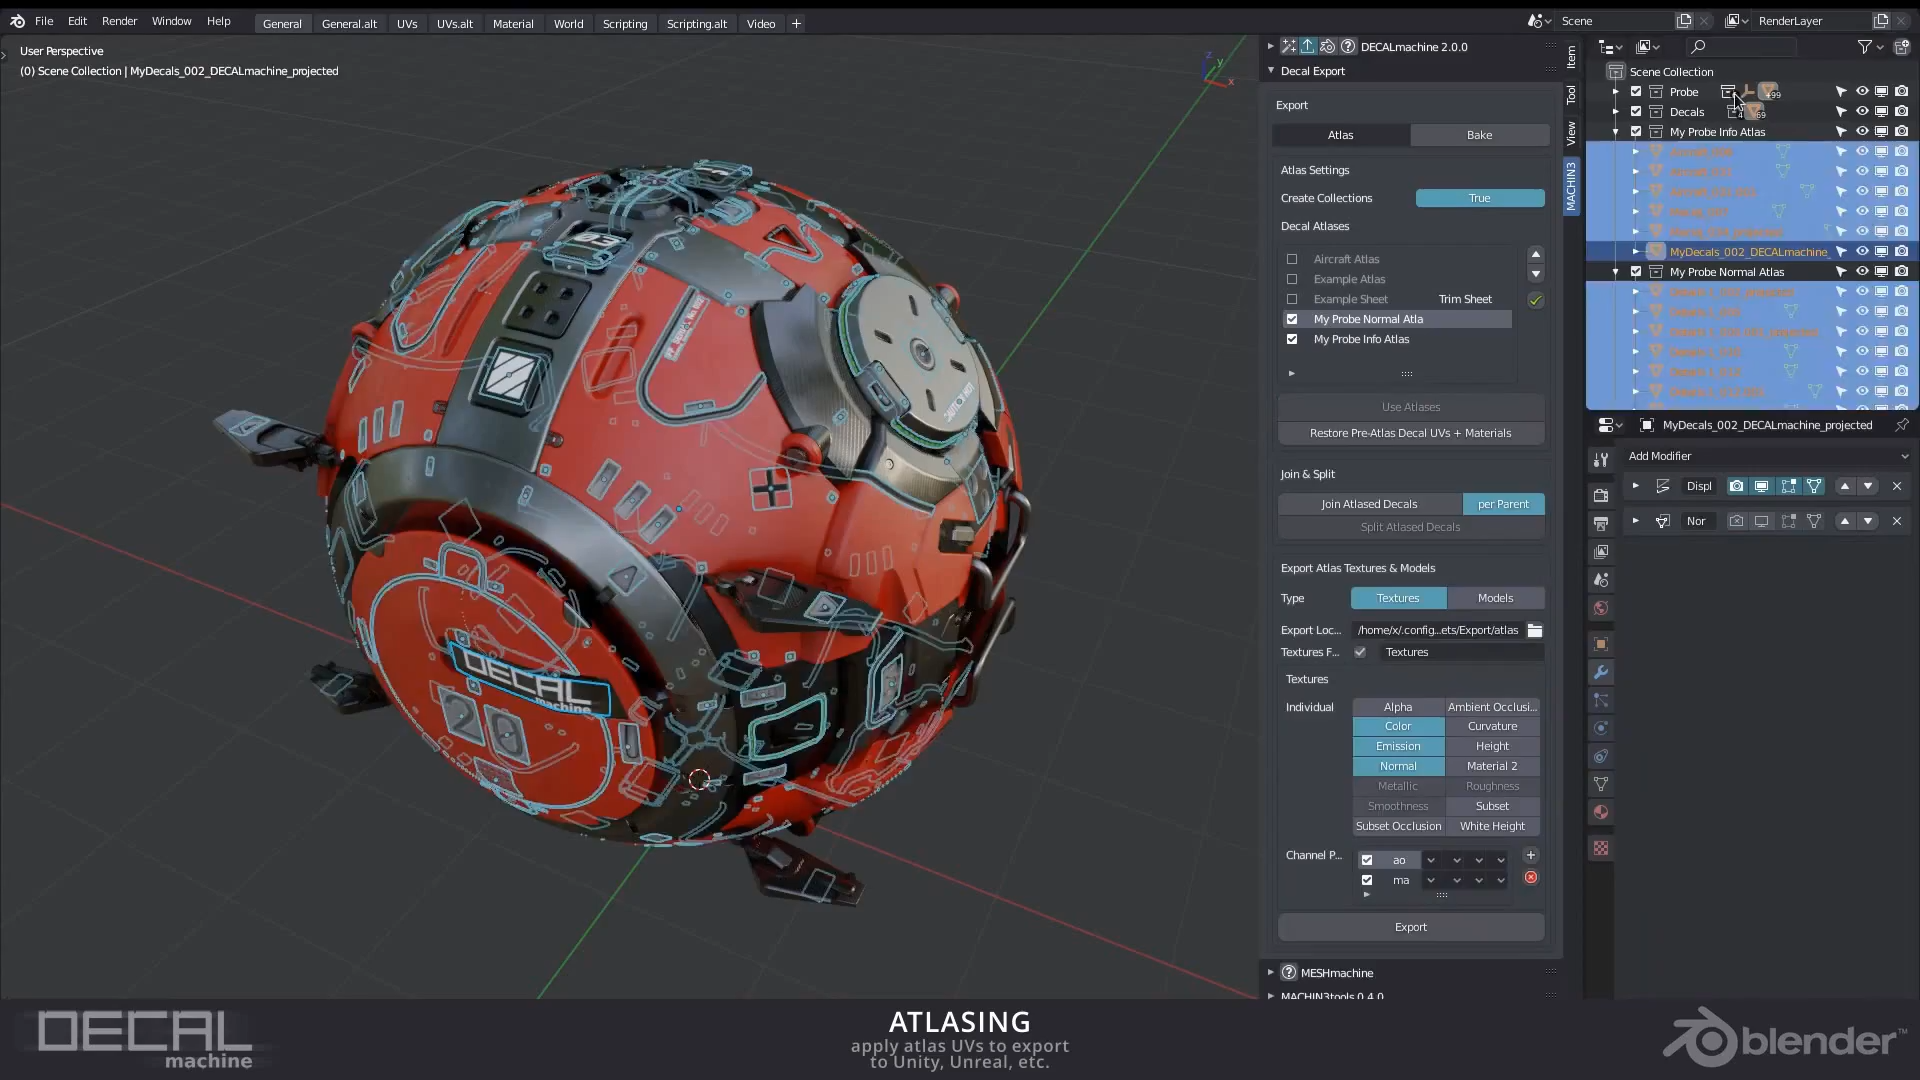 File Edit Render Window Help
General General.alt UVs UVs.alt Material World Scripting Scripting.alt Video +
Scene
RenderLayer
User Perspective
(0) Scene Collection | MyDecals_002_DECALmachine_projected
z
y
x
03
DECAL
machine
20
DECALmachine 2.0.0
Decal Export
Export
Atlas Bake
Atlas Settings
Create Collections True
Decal Atlases
Aircraft Atlas
Example Atlas
Example Sheet Trim Sheet
My Probe Normal Atla
My Probe Info Atlas
Use Atlases
Restore Pre-Atlas Decal UVs + Materials
Join & Split
Join Atlased Decals per Parent
Split Atlased Decals
Export Atlas Textures & Models
Type Textures Models
Export Loc... /home/x/.config...ets/Export/atlas
Textures F... Textures
Textures
Individual Alpha Ambient Occlusi...
Color Curvature
Emission Height
Normal Material 2
Metallic Roughness
Smoothness Subset
Subset Occlusion White Height
Channel P... ao
ma
Export
MESHmachine
MACHIN3tools 0.4.0
Item
Tool
View
MACHIN3
Scene Collection
Probe
Decals
My Probe Info Atlas
MyDecals_002_DECALmachine_
My Probe Normal Atlas
MyDecals_002_DECALmachine_projected
Add Modifier
Displ
Nor
DECAL
machine
ATLASING
apply atlas UVs to export
to Unity, Unreal, etc.
blender™